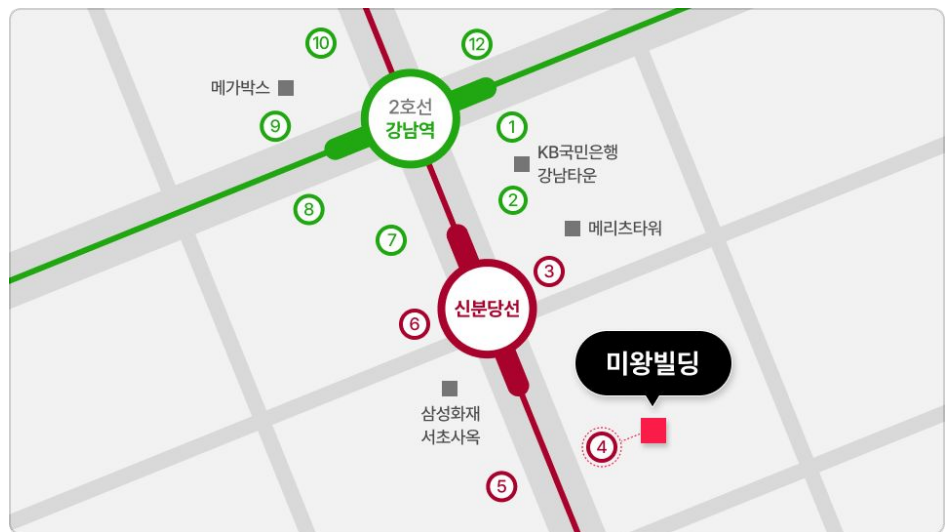 10
12
메가박스
2호선
강남역
9
1
KB국민은행
강남타운
8
2
7
메리츠타워
3
신분당선
6
미왕빌딩
삼성화재
서초사옥
4
5